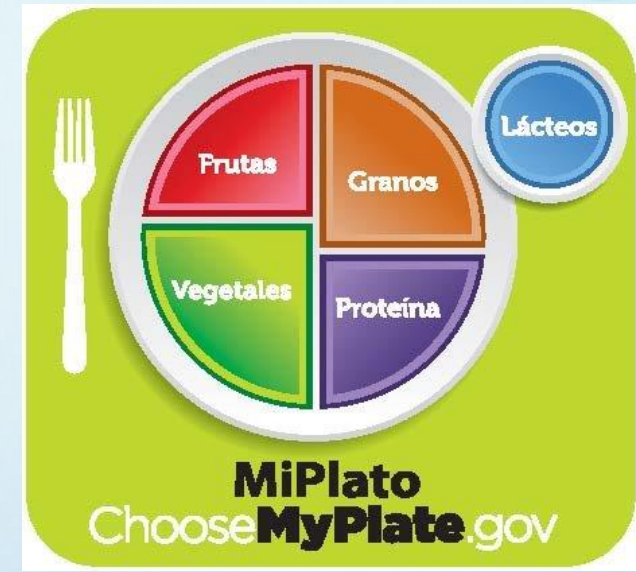 Frutas
Granos
Lácteos
Vegetales
Proteína
MiPlato
ChooseMyPlate.gov